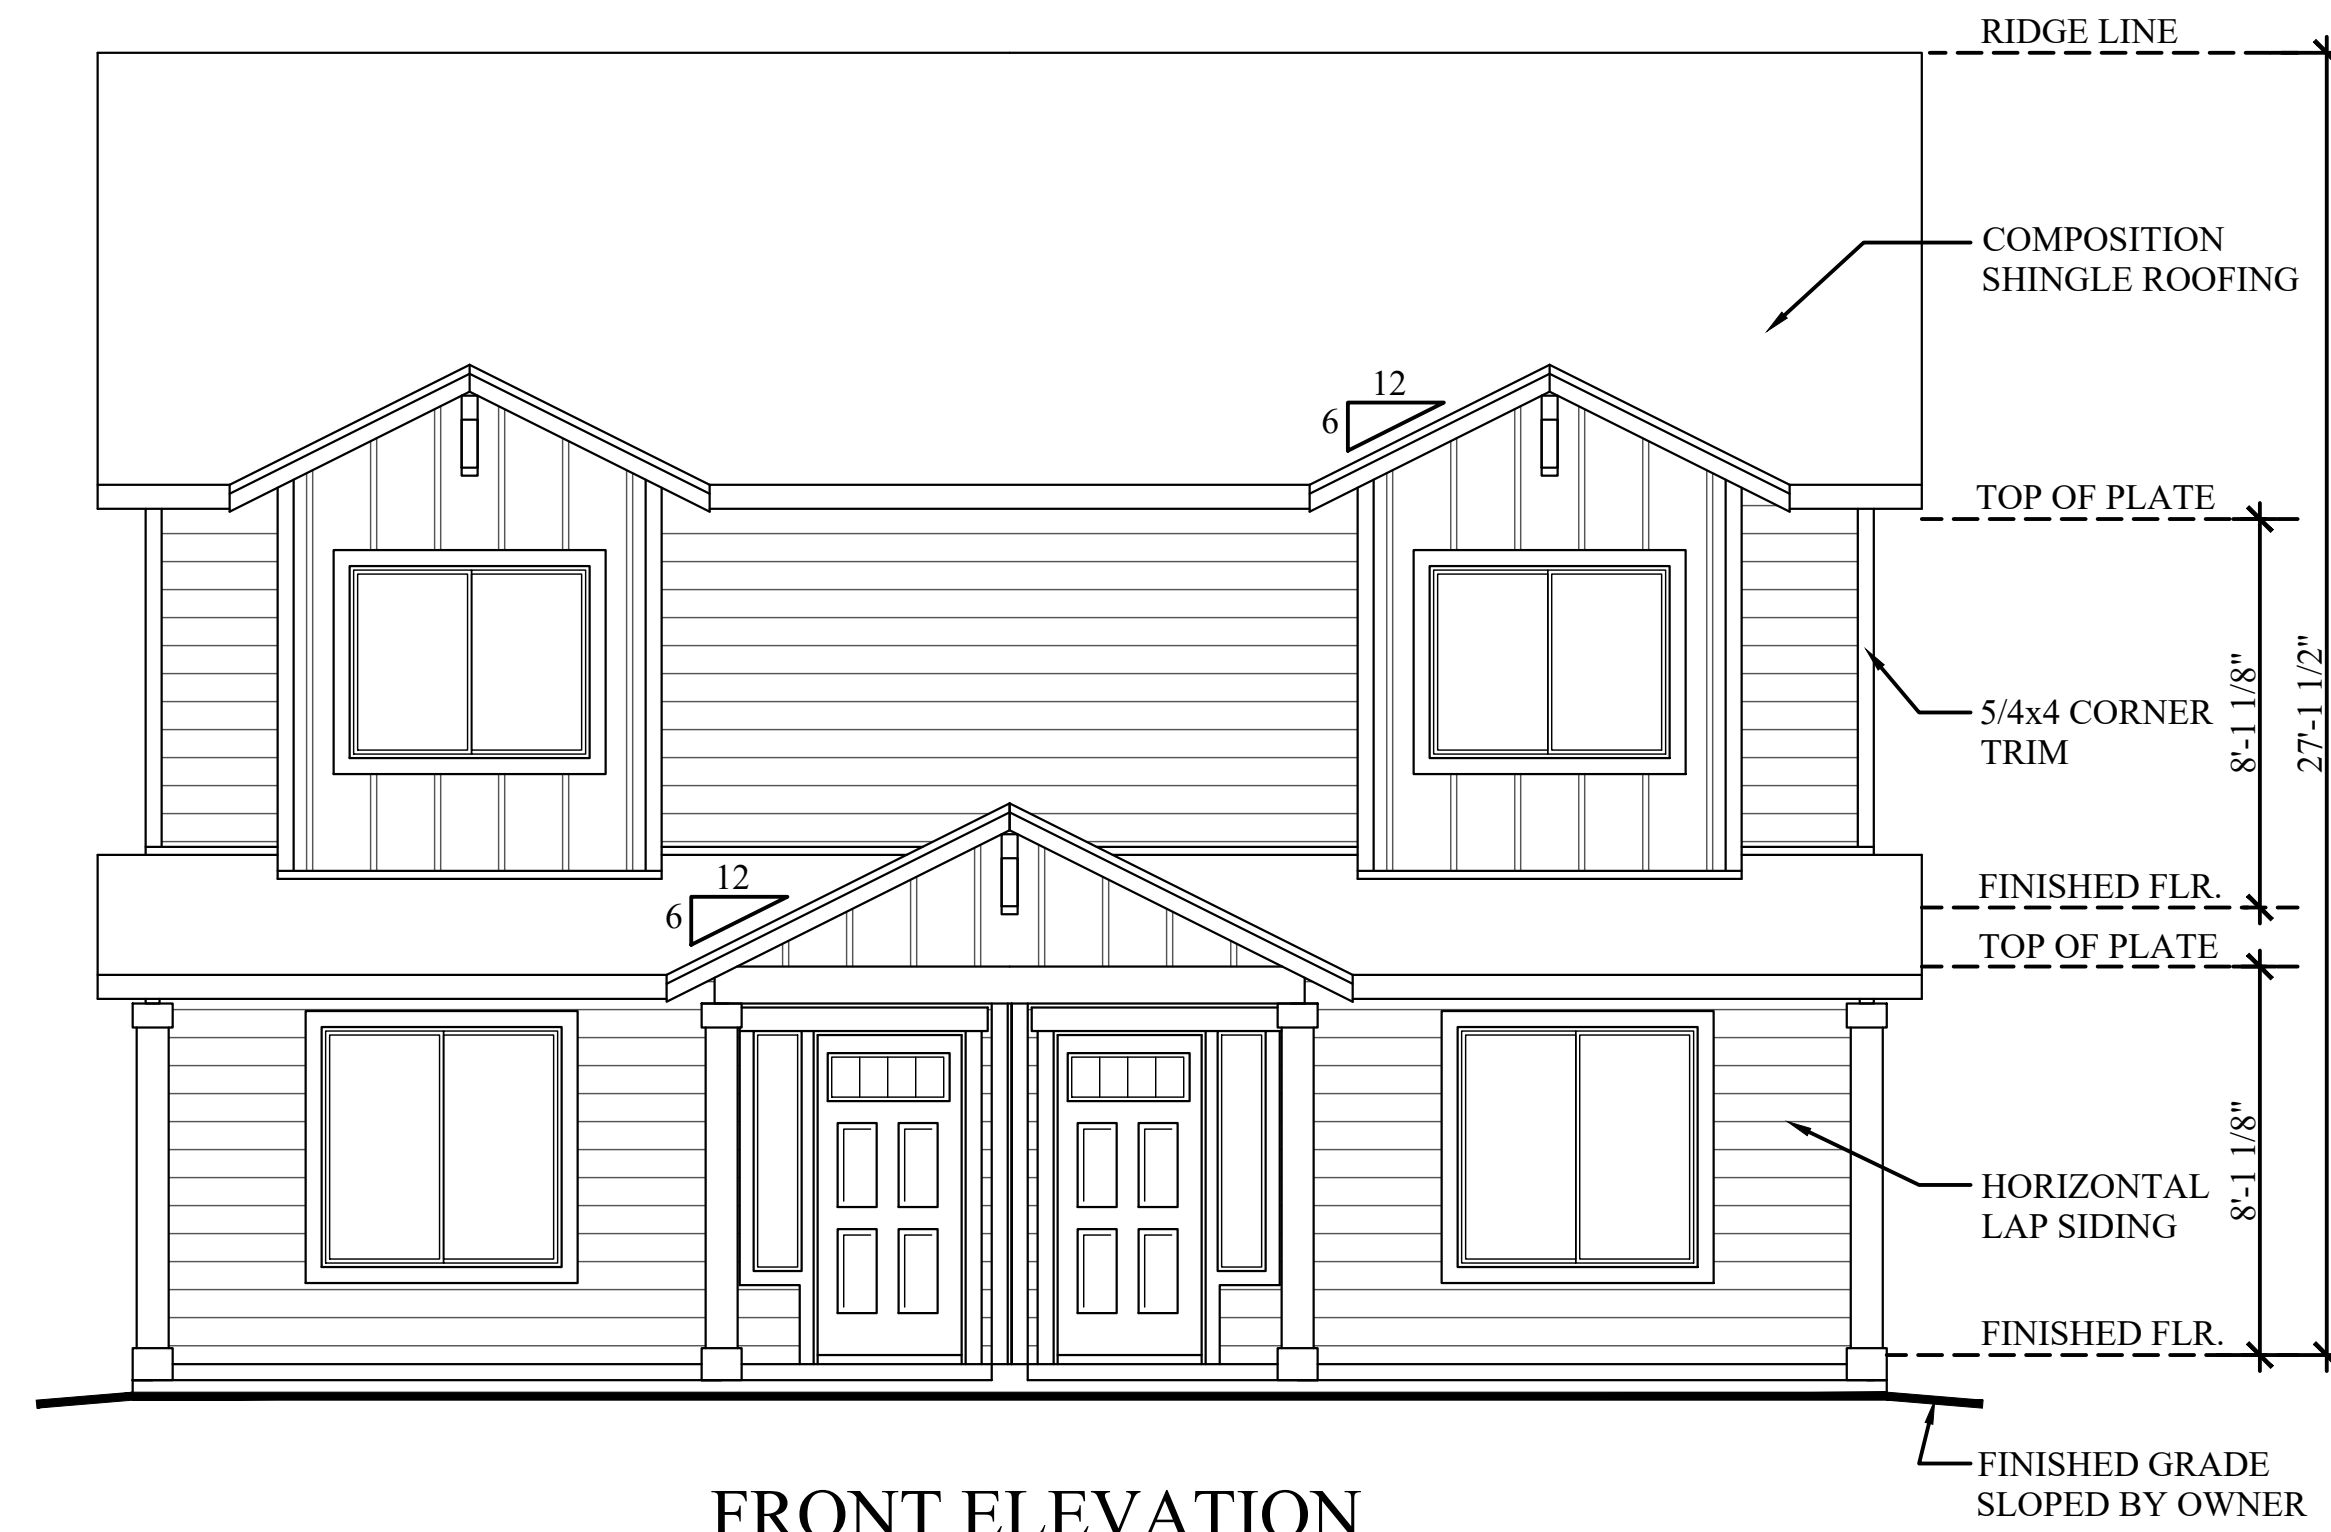 RIDGE LINE
COMPOSITION
SHINGLE ROOFING
12
6
TOP OF PLATE
8'-1 1/8"
27'-1 1/2"
5/4x4 CORNER
TRIM
12
6
FINISHED FLR.
TOP OF PLATE
8'-1 1/8"
HORIZONTAL
LAP SIDING
FINISHED FLR.
FINISHED GRADE
SLOPED BY OWNER
FRONT ELEVATION